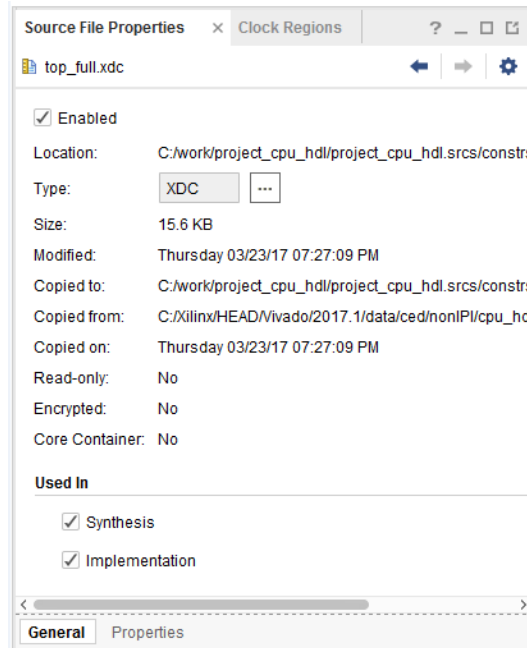 Source File Properties × Clock Regions ?
top_full.xdc
Enabled
Location: C:/work/project_cpu_hdl/project_cpu_hdl.srcs/constrs
Type: XDC ...
Size: 15.6 KB
Modified: Thursday 03/23/17 07:27:09 PM
Copied to: C:/work/project_cpu_hdl/project_cpu_hdl.srcs/constrs
Copied from: C:/Xilinx/HEAD/Vivado/2017.1/data/ced/nonIPI/cpu_hd
Copied on: Thursday 03/23/17 07:27:09 PM
Read-only: No
Encrypted: No
Core Container: No
Used In
Synthesis
Implementation
General Properties